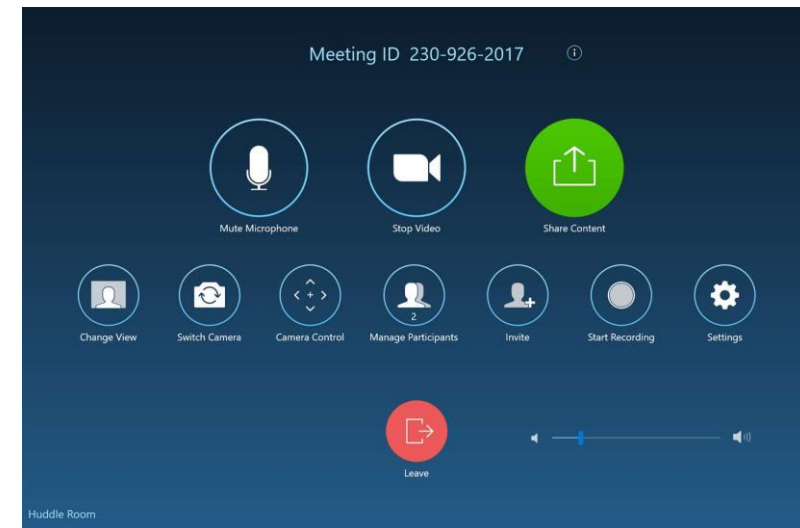 Meeting ID 230-926-2017
Mute Microphone
Stop Video
Share Content
2
Change View
Switch Camera
Camera Control
Manage Participants
Invite
Start Recording
Settings
Leave
Huddle Room